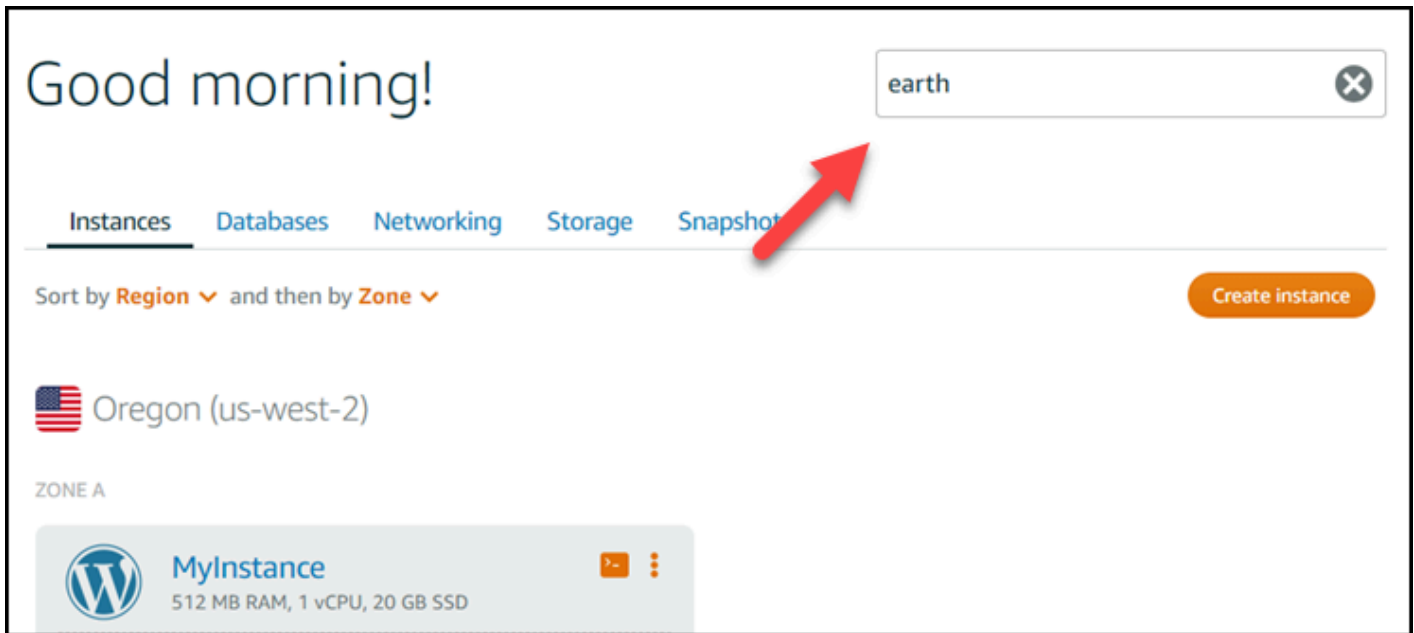 Good morning!
earth
Instances Databases Networking Storage Snapshot
Sort by Region and then by Zone
Create instance
Oregon (us-west-2)
ZONE A
MyInstance
512 MB RAM, 1 vCPU, 20 GB SSD